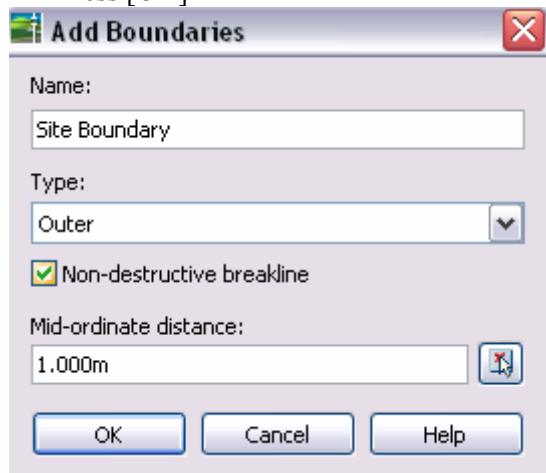 Add Boundaries
Name:
Site Boundary
Type:
Outer
Non-destructive breakline
Mid-ordinate distance:
1.000m
OK Cancel Help